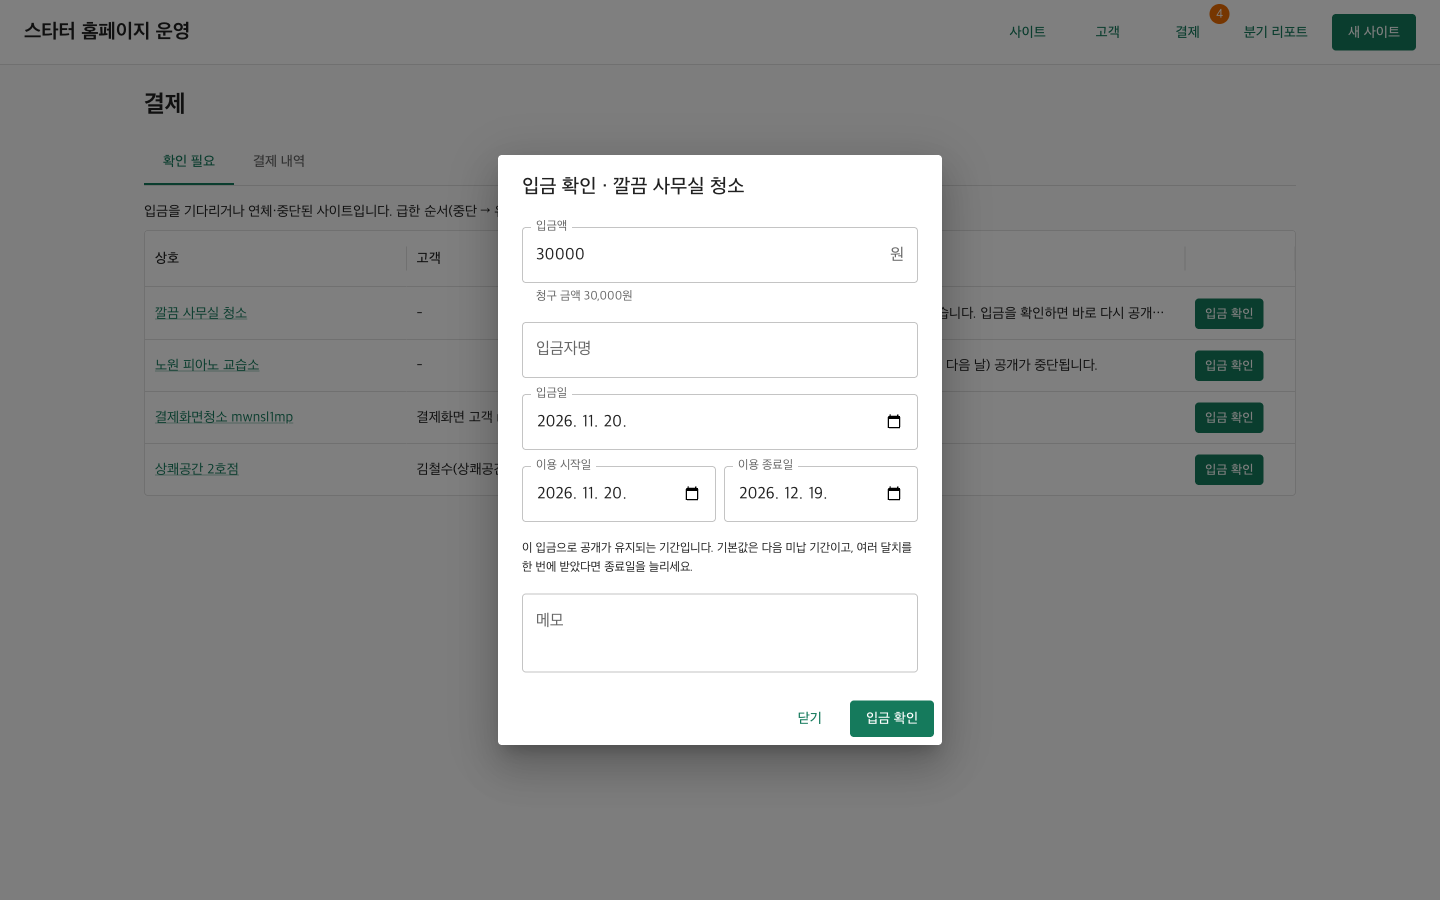 스타터 홈페이지 운영
사이트
고객
결제
4
분기 리포트
새 사이트
결제
확인 필요
결제 내역
입금을 기다리거나 연체·중단된 사이트입니다. 급한 순서(중단 →
상호
고객
깔끔 사무실 청소
-
습니다. 입금을 확인하면 바로 다시 공개…
입금 확인
노원 피아노 교습소
-
다음 날) 공개가 중단됩니다.
입금 확인
결제화면청소 mwnsl1mp
결제화면 고객
입금 확인
상쾌공간 2호점
김철수(상쾌공간
입금 확인
입금 확인 · 깔끔 사무실 청소
입금액
30000
원
청구 금액 30,000원
입금자명
입금일
2026. 11. 20.
이용 시작일
2026. 11. 20.
이용 종료일
2026. 12. 19.
이 입금으로 공개가 유지되는 기간입니다. 기본값은 다음 미납 기간이고, 여러 달치를
한 번에 받았다면 종료일을 늘리세요.
메모
닫기
입금 확인